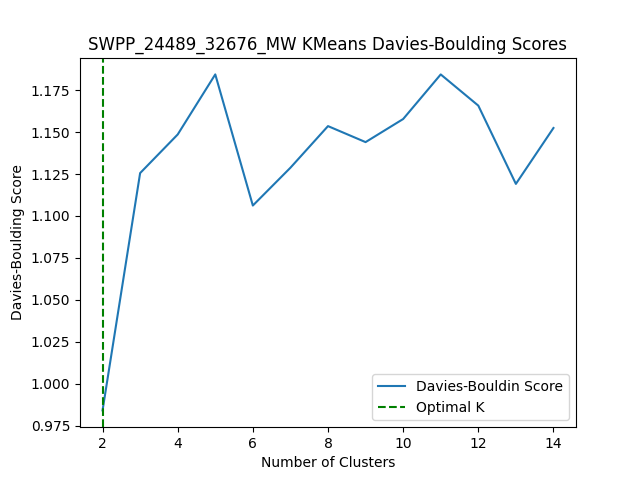 SWPP_24489_32676_MW KMeans Davies-Boulding Scores
Davies-Boulding Score
1.175
1.150
1.125
1.100
1.075
1.050
1.025
1.000
0.975
Davies-Bouldin Score
Optimal K
2 4 6 8 10 12 14
Number of Clusters